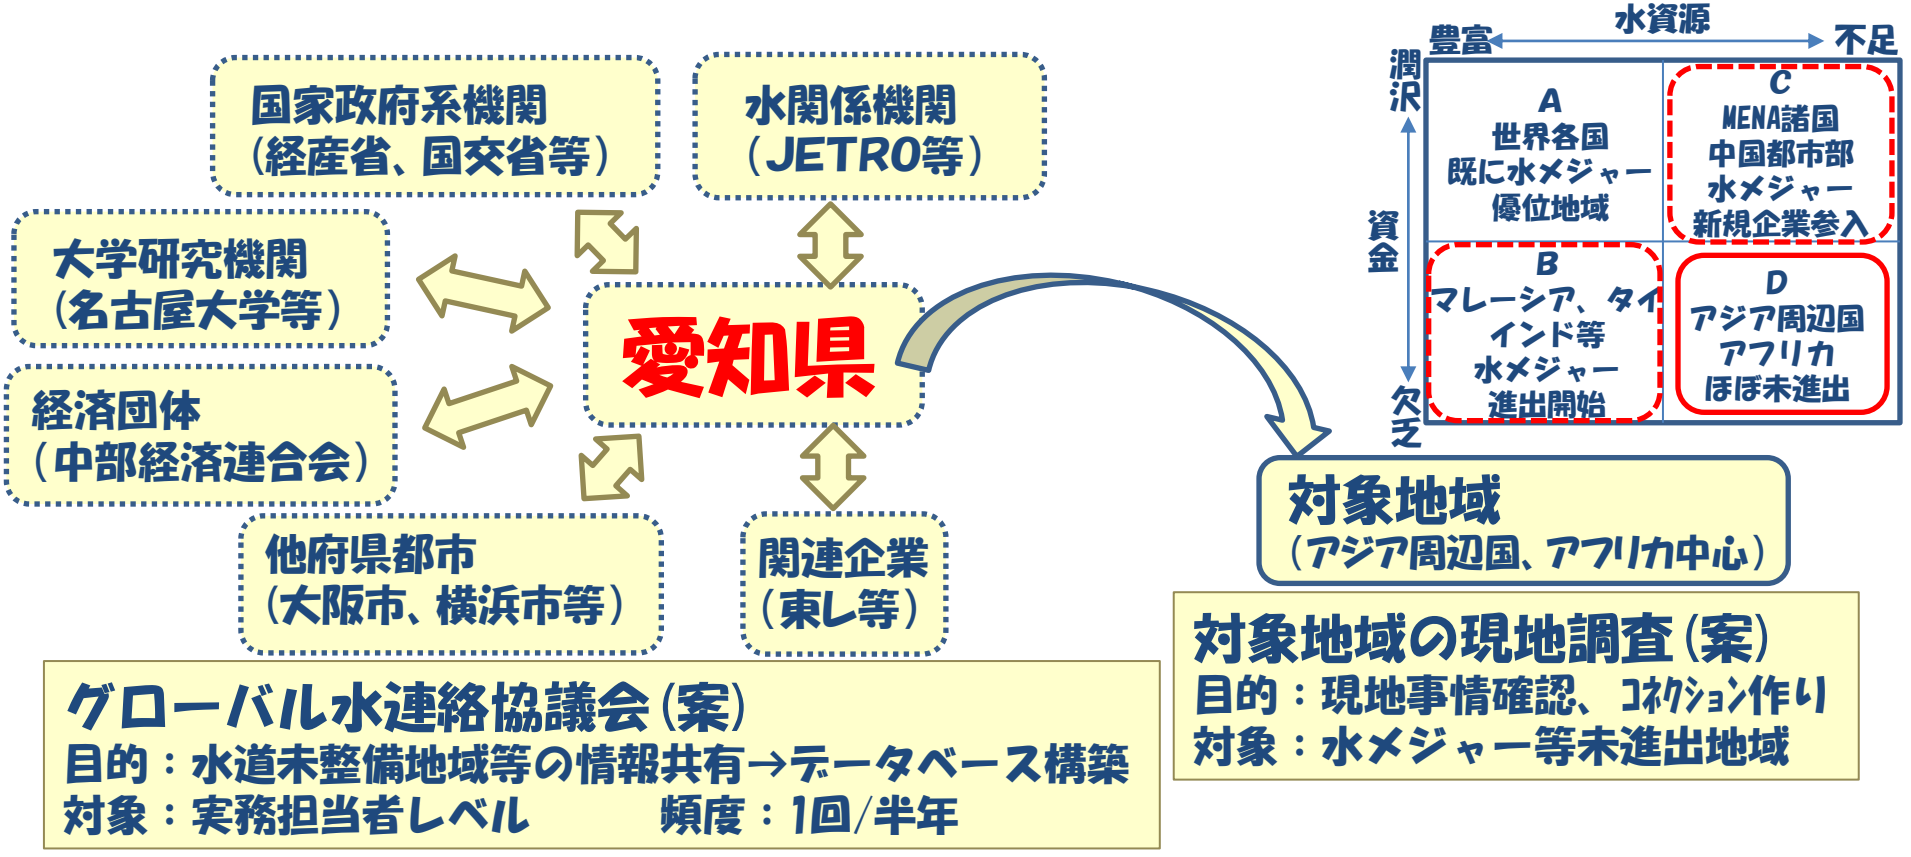 国家政府系機関
(経産省、国交省等)
水関係機関
(JETRO等)
大学研究機関
(名古屋大学等)
愛知県
経済団体
(中部経済連合会)
他府県都市
(大阪市、横浜市等)
関連企業
(東レ等)
グローバル水連絡協議会(案)
目的：水道未整備地域等の情報共有→データベース構築
対象：実務担当者レベル　頻度：1回/半年
水資源
豊富
不足
潤沢
資金
欠乏
A
世界各国
既に水メジャー
優位地域
C
MENA諸国
中国都市部
水メジャー
新規企業参入
B
マレーシア、タイ
インド等
水メジャー
進出開始
D
アジア周辺国
アフリカ
ほぼ未進出
対象地域
(アジア周辺国、アフリカ中心)
対象地域の現地調査(案)
目的：現地事情確認、ｺﾈｸｼｮﾝ作り
対象：水メジャー等未進出地域